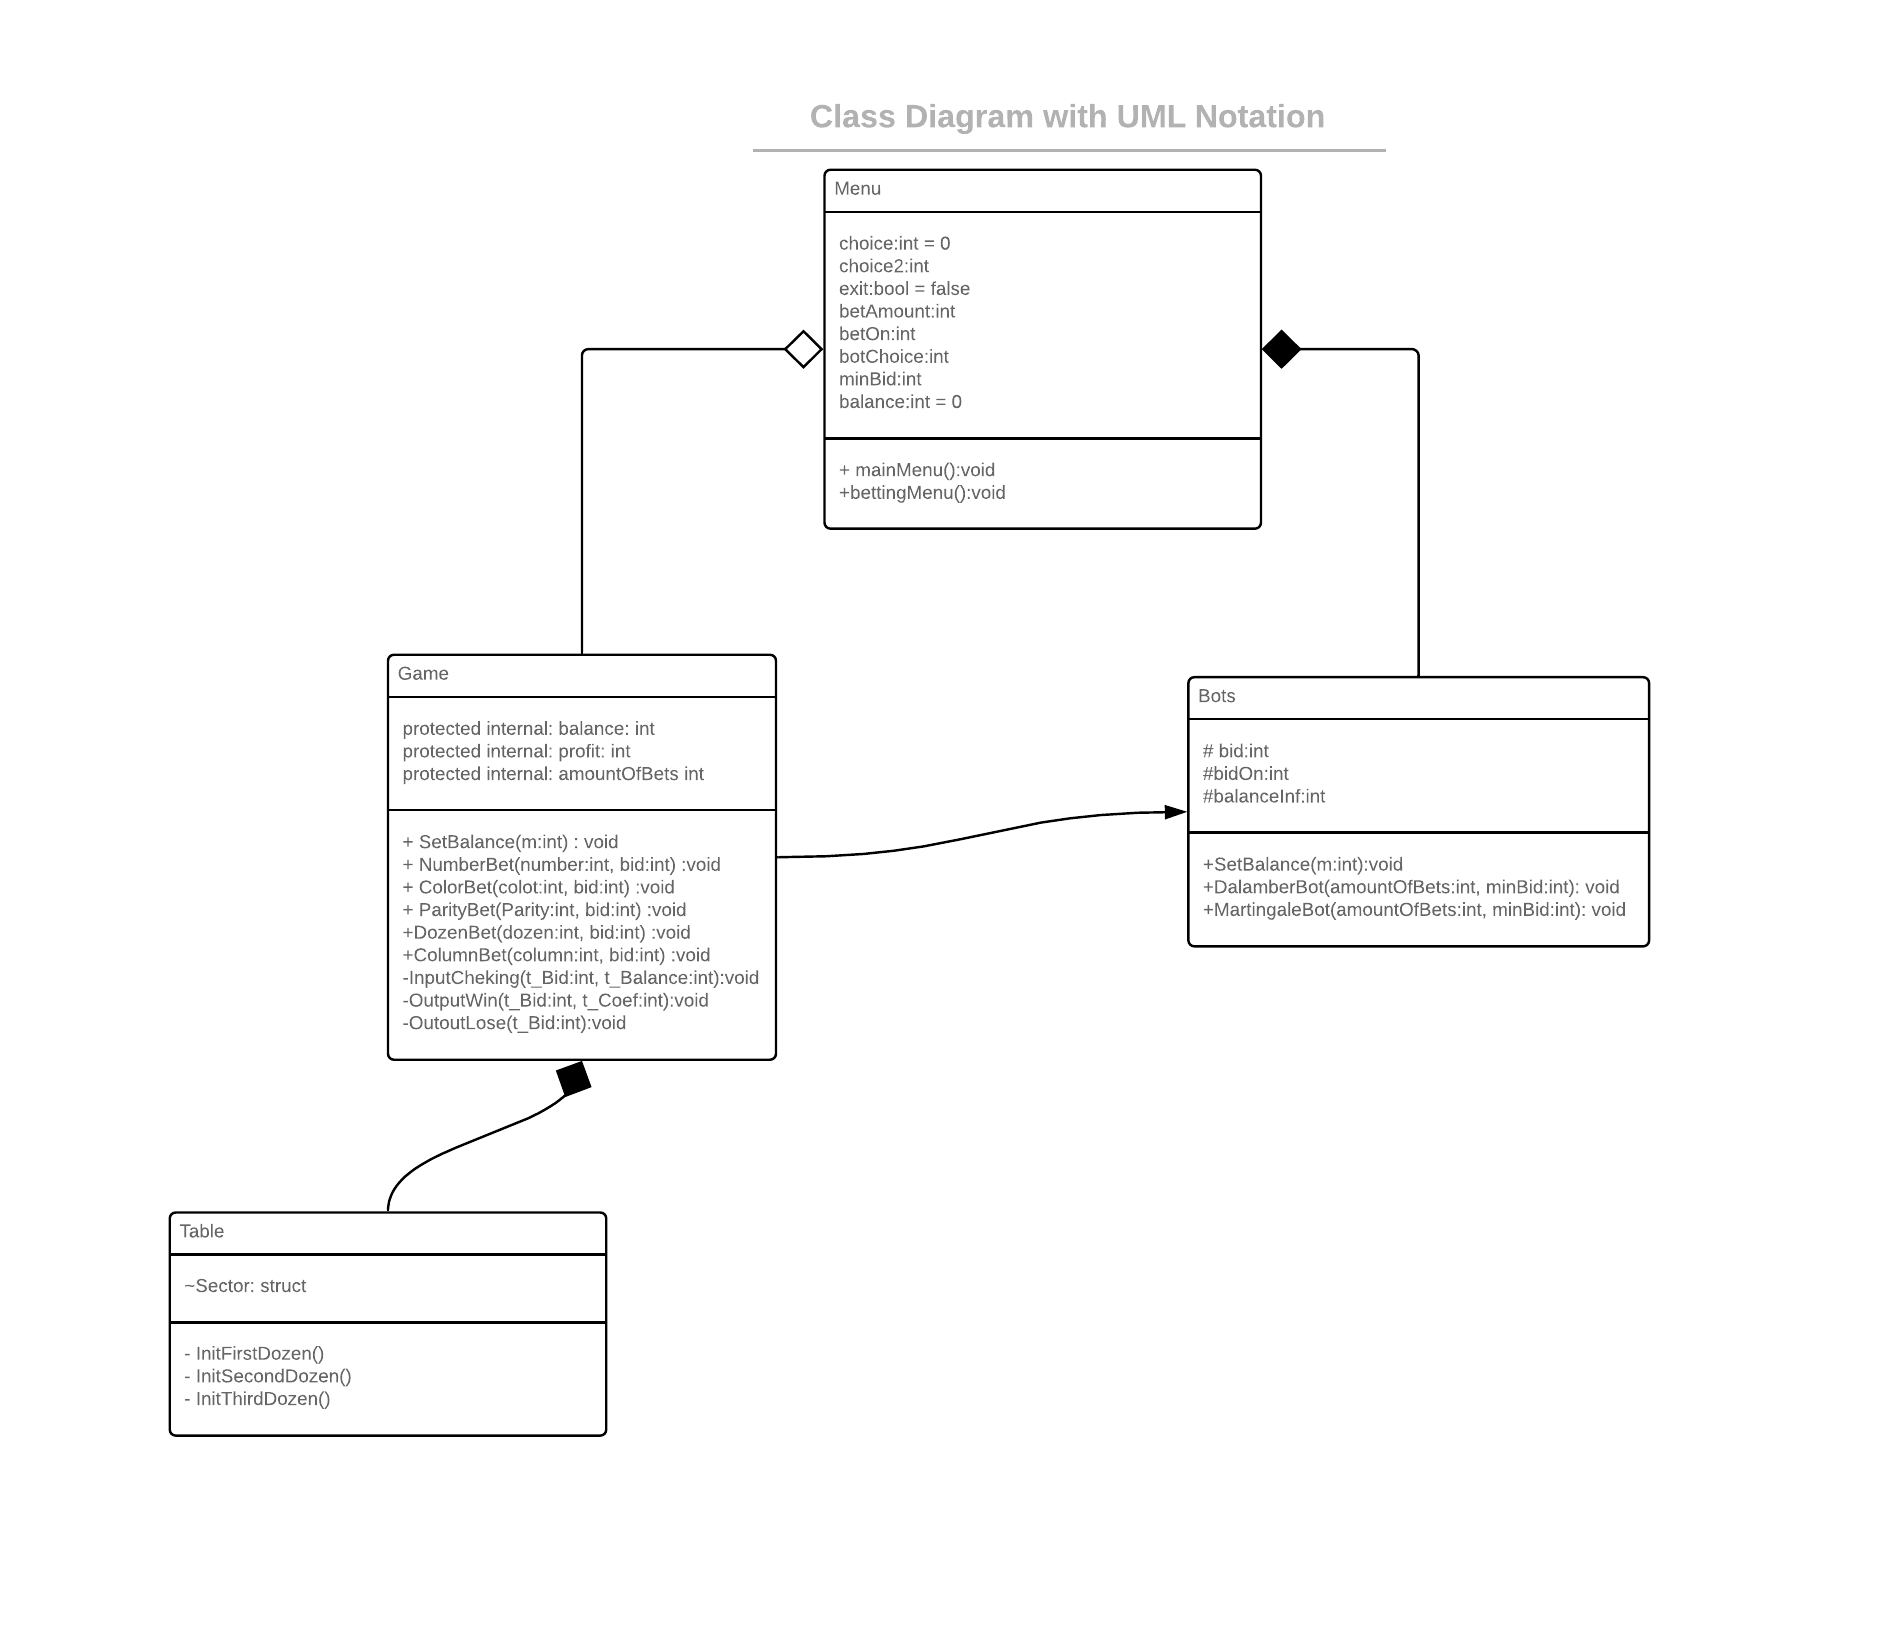 Class Diagram with UML Notation
Menu
choice:int = 0
choice2:int
exit:bool = false
betAmount:int
betOn:int
botChoice:int
minBid:int
balance:int = 0
+ mainMenu():void
+bettingMenu():void
Game
protected internal: balance: int
protected internal: profit: int
protected internal: amountOfBets int
+ SetBalance(m:int) : void
+ NumberBet(number:int, bid:int) :void
+ ColorBet(colot:int, bid:int) :void
+ ParityBet(Parity:int, bid:int) :void
+DozenBet(dozen:int, bid:int) :void
+ColumnBet(column:int, bid:int) :void
-InputCheking(t_Bid:int, t_Balance:int):void
-OutputWin(t_Bid:int, t_Coef:int):void
-OutoutLose(t_Bid:int):void
Bots
# bid:int
#bidOn:int
#balanceInf:int
+SetBalance(m:int):void
+DalamberBot(amountOfBets:int, minBid:int): void
+MartingaleBot(amountOfBets:int, minBid:int): void
Table
~Sector: struct
- InitFirstDozen()
- InitSecondDozen()
- InitThirdDozen()